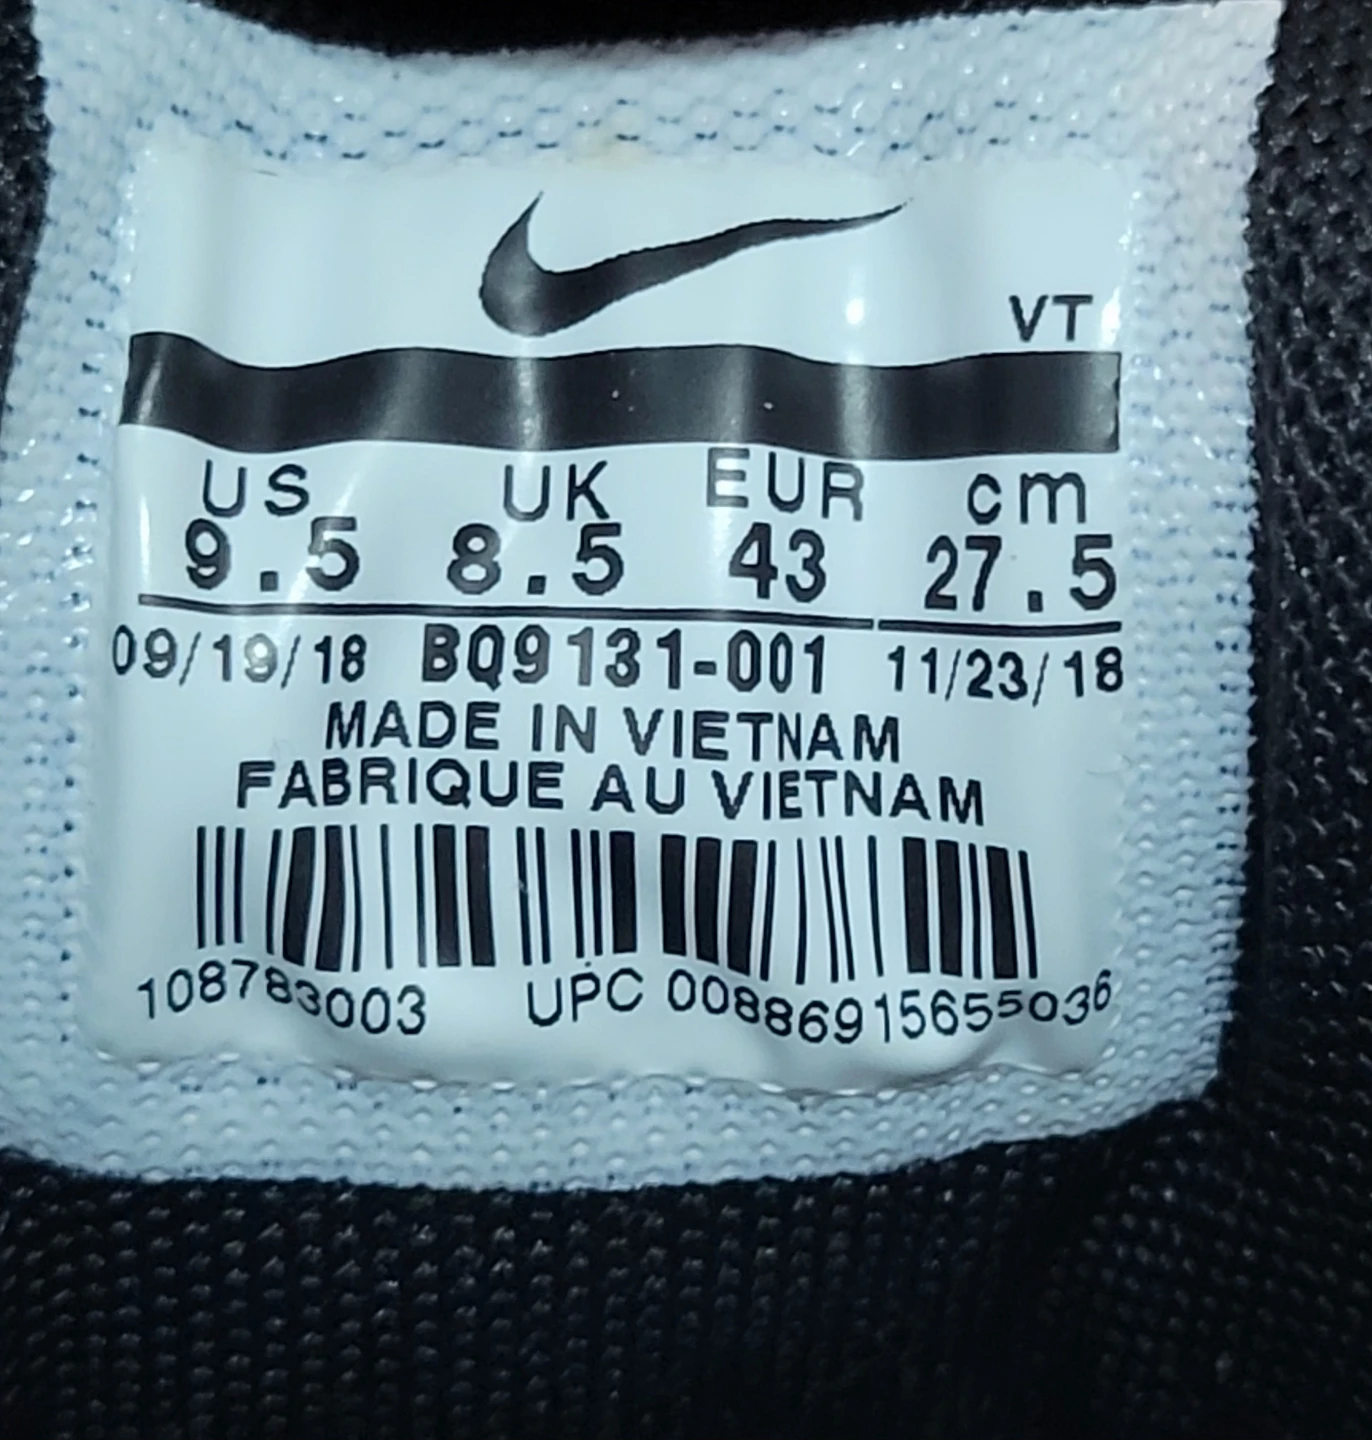 VT
US UK EUR cm
9.5 8.5 43 27.5
09/19/18 BQ9131-001 11/23/18
MADE IN VIETNAM
FABRIQUE AU VIETNAM
108783003 UPC 00886915655036